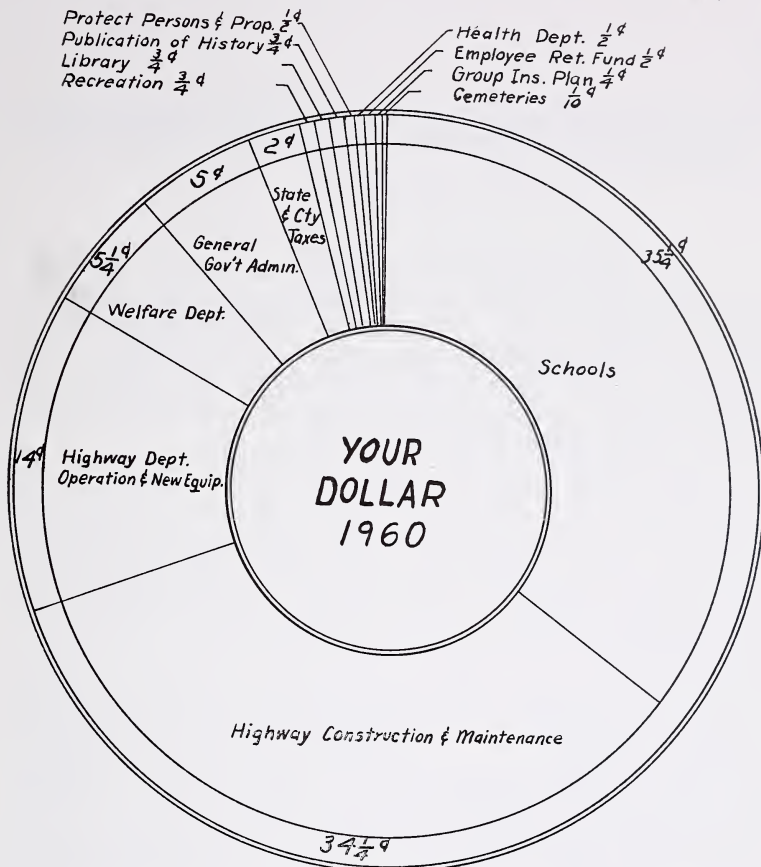 Protect Persons & Prop. 1/2¢
Publication of History 3/4¢
Library 3/4¢
Recreation 3/4¢
Health Dept. 1/2¢
Employee Ret. Fund 1/2¢
Group Ins. Plan 1/4¢
Cemeteries 1/10¢
2¢
5¢
5 1/4¢
14¢
35 1/4¢
34 1/4¢
State
& Cty
Taxes
General
Gov't Admin.
Welfare Dept.
Highway Dept.
Operation & New Equip.
Schools
YOUR
DOLLAR
1960
Highway Construction & Maintenance